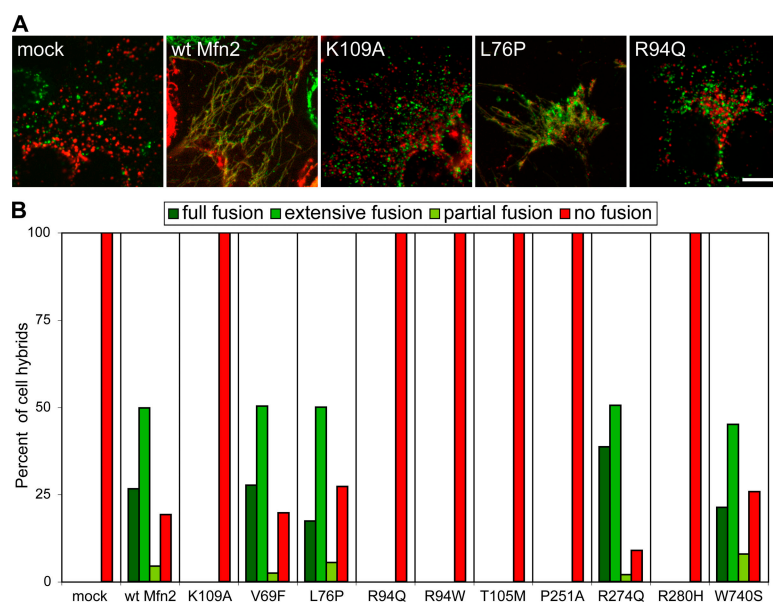 A
mock wt Mfn2 K109A L76P R94Q
B
full fusion extensive fusion partial fusion no fusion
100
75
50
25
0
Percent of cell hybrids
mock wt Mfn2 K109A V69F L76P R94Q R94W T105M P251A R274Q R280H W740S